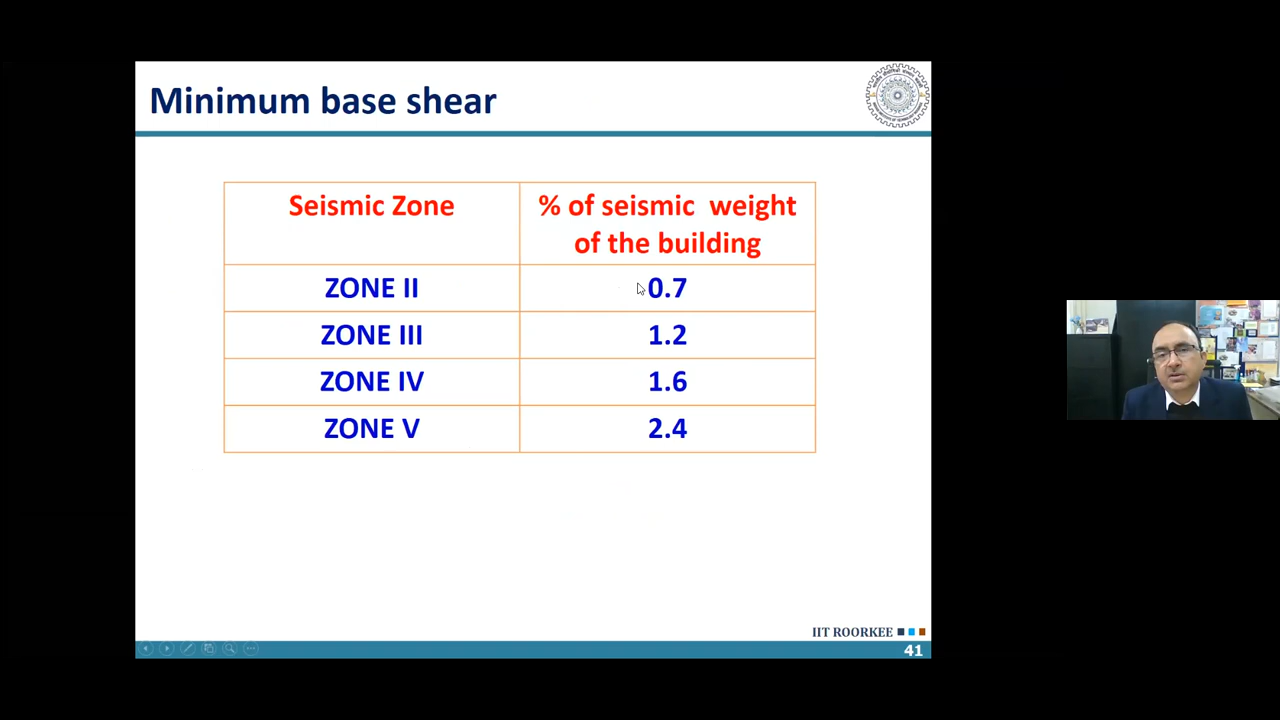 Minimum base shear
Seismic Zone
% of seismic weight
of the building
ZONE II
0.7
ZONE III
1.2
ZONE IV
1.6
ZONE V
2.4
IIT ROORKEE
41